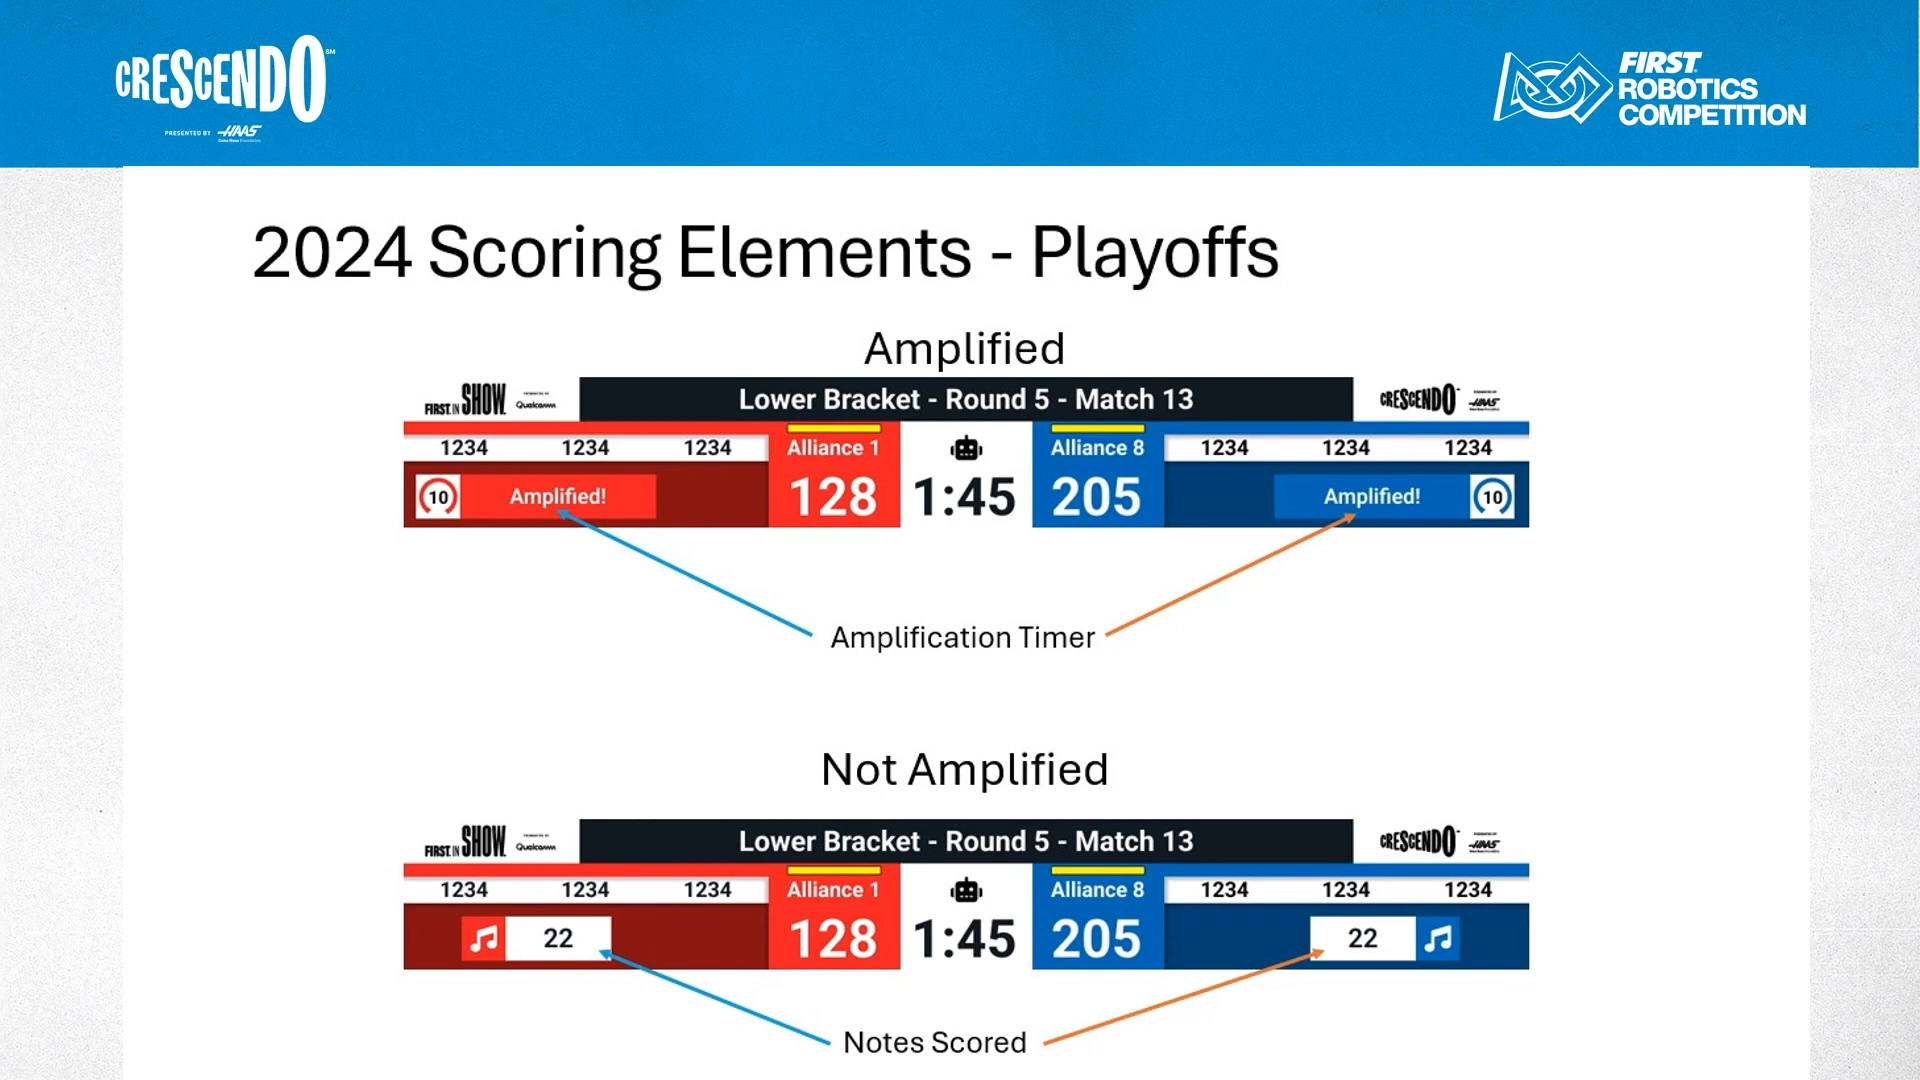 CRESCENDO
PRESENTED BY HAAS
FIRST
ROBOTICS
COMPETITION
2024 Scoring Elements - Playoffs
Amplified
FIRST IN SHOW Qualcomm
Lower Bracket - Round 5 - Match 13
CRESCENDO HAAS
1234 1234 1234 Alliance 1 Alliance 8 1234 1234 1234
10 Amplified! 128 1:45 205 Amplified! 10
Amplification Timer
Not Amplified
FIRST IN SHOW Qualcomm
Lower Bracket - Round 5 - Match 13
CRESCENDO HAAS
1234 1234 1234 Alliance 1 Alliance 8 1234 1234 1234
22 128 1:45 205 22
Notes Scored